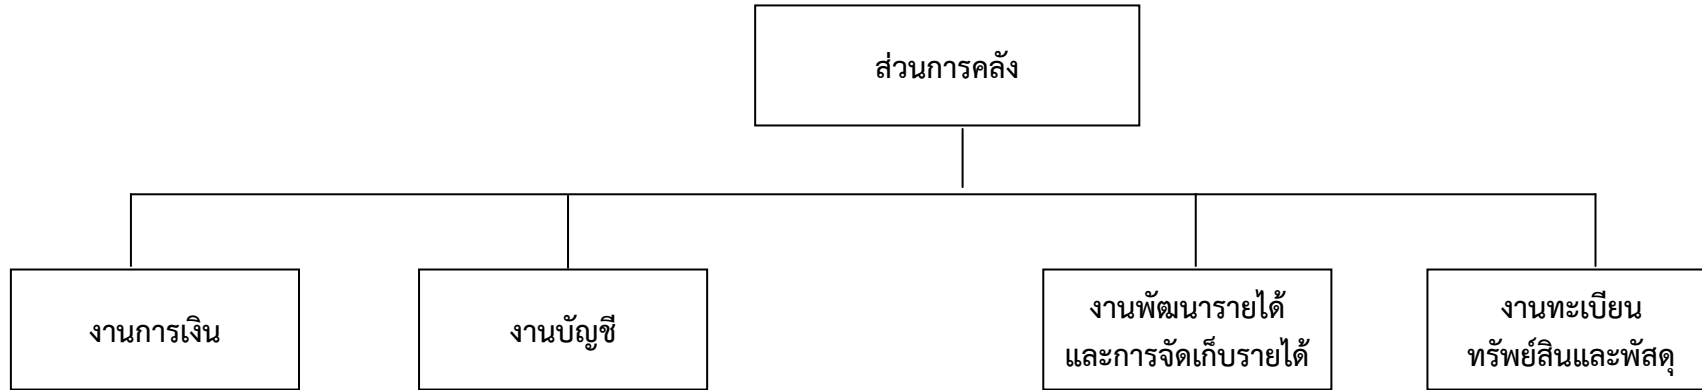 ส่วนการคลัง
งานการเงิน
งานบัญชี
งานพัฒนารายได้
และการจัดเก็บรายได้
งานทะเบียน
ทรัพย์สินและพัสดุ